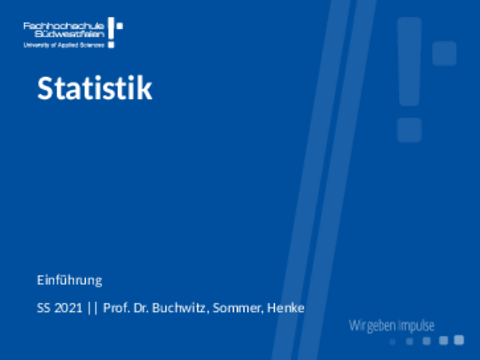 Fachhochschule
Südwestfalen
University of Applied Sciences
Statistik
Einführung
SS 2021 || Prof. Dr. Buchwitz, Sommer, Henke
Wir geben Impulse